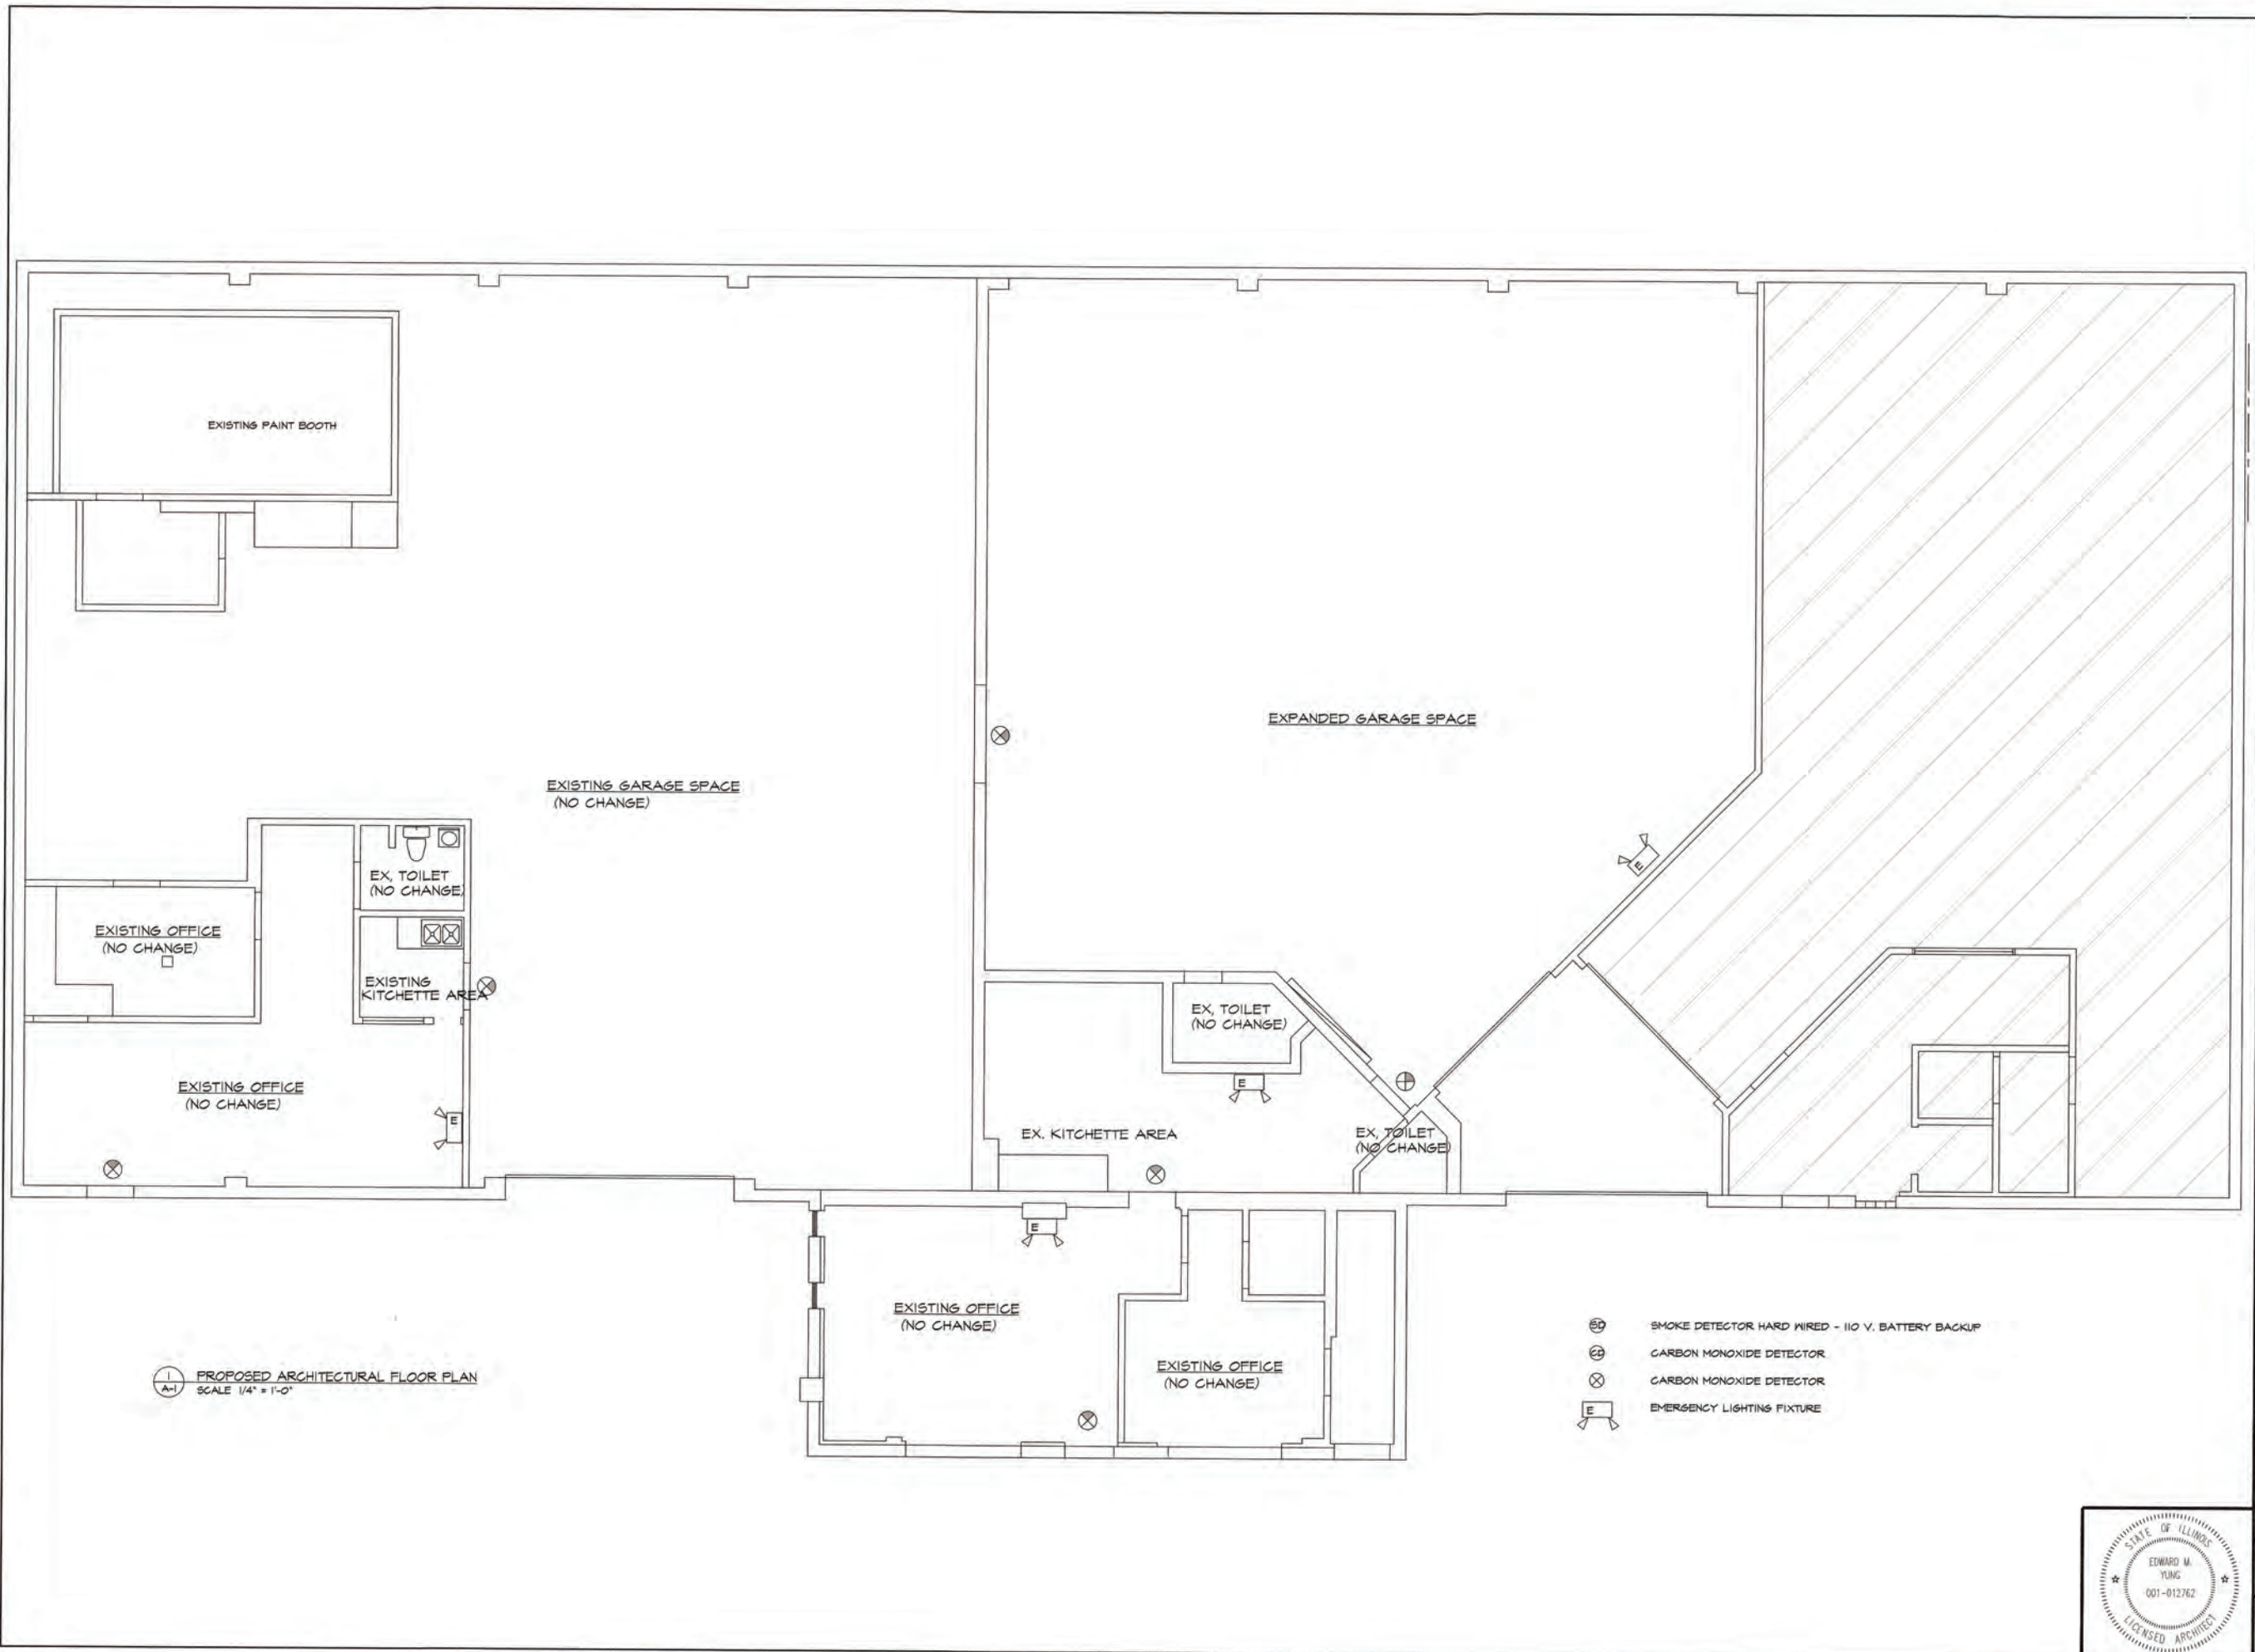 EXISTING PAINT BOOTH
EXPANDED GARAGE SPACE
EXISTING GARAGE SPACE
(NO CHANGE)
EX, TOILET
(NO CHANGE)
EXISTING OFFICE
(NO CHANGE)
EXISTING
KITCHETTE AREA
EX, TOILET
(NO CHANGE)
E
EXISTING OFFICE
(NO CHANGE)
E
E
EX. KITCHETTE AREA
EX, TOILET
(NO CHANGE)
E
EXISTING OFFICE
(NO CHANGE)
EXISTING OFFICE
(NO CHANGE)
1
A-1
PROPOSED ARCHITECTURAL FLOOR PLAN
SCALE 1/4" = 1'-0"
SD SMOKE DETECTOR HARD WIRED - 110 V. BATTERY BACKUP
CD CARBON MONOXIDE DETECTOR
CARBON MONOXIDE DETECTOR
E EMERGENCY LIGHTING FIXTURE
STATE OF ILLINOIS
EDWARD M.
YUNG
001-012762
LICENSED ARCHITECT